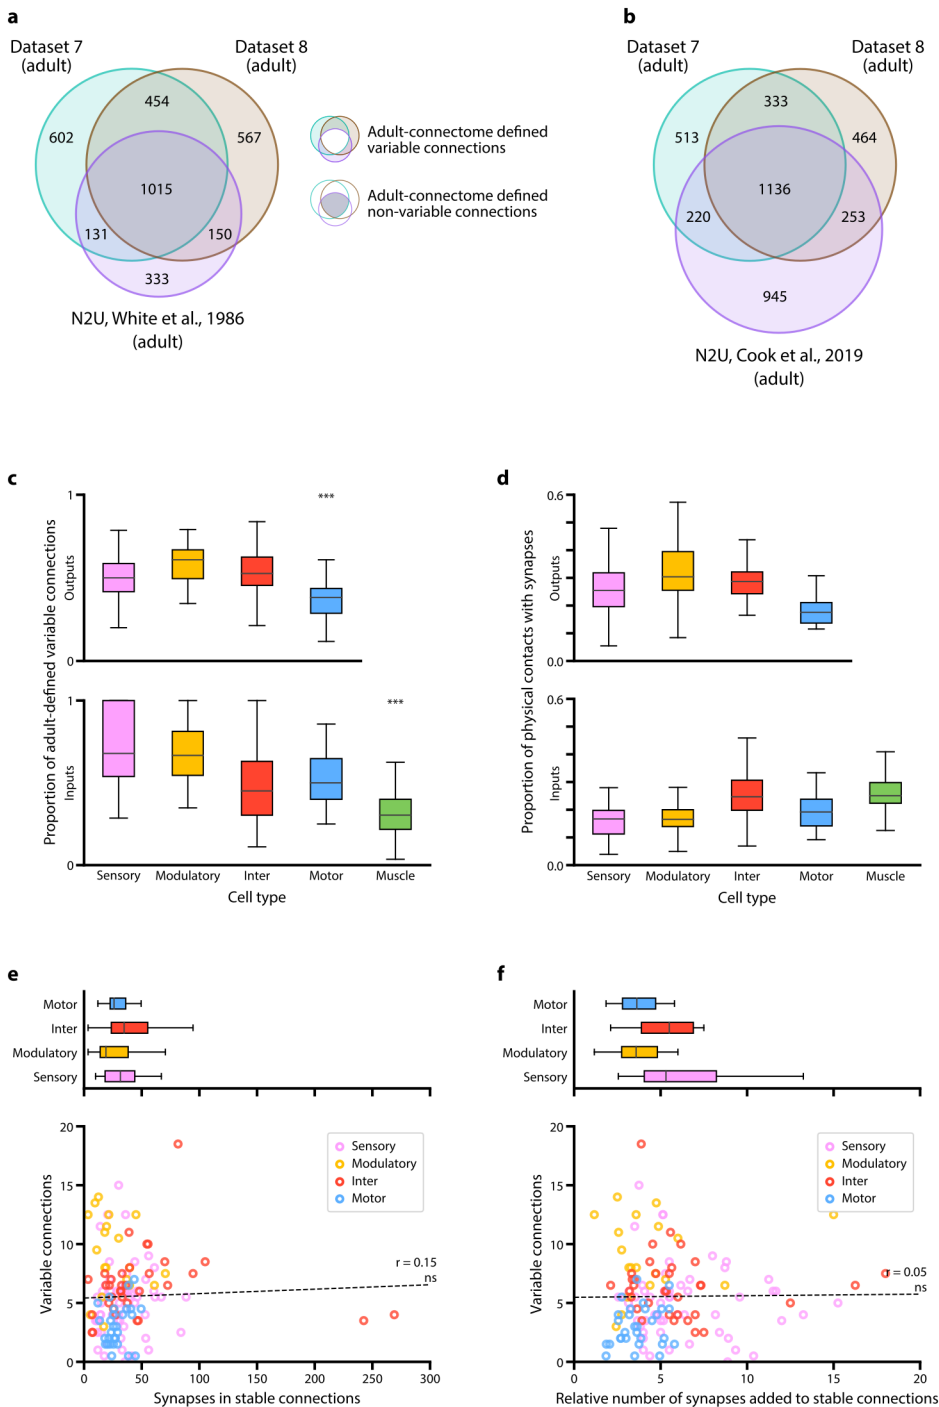 a
Dataset 7
(adult)
Dataset 8
(adult)
454
602
567
1015
131
150
333
N2U, White et al., 1986
(adult)
Adult-connectome defined
variable connections
Adult-connectome defined
non-variable connections
b
Dataset 7
(adult)
Dataset 8
(adult)
333
513
464
1136
220
253
945
N2U, Cook et al., 2019
(adult)
c
Proportion of adult-defined variable connections
Outputs
1
0
***
Inputs
1
0
***
Sensory Modulatory Inter Motor Muscle
Cell type
d
Proportion of physical contacts with synapses
Outputs
0.6
0.0
Inputs
0.6
0.0
Sensory Modulatory Inter Motor Muscle
Cell type
e
Motor
Inter
Modulatory
Sensory
Variable connections
20
15
10
5
0
Sensory
Modulatory
Inter
Motor
r = 0.15
ns
0 50 100 150 200 250 300
Synapses in stable connections
f
Motor
Inter
Modulatory
Sensory
Variable connections
20
15
10
5
0
Sensory
Modulatory
Inter
Motor
r = 0.05
ns
0 5 10 15 20
Relative number of synapses added to stable connections